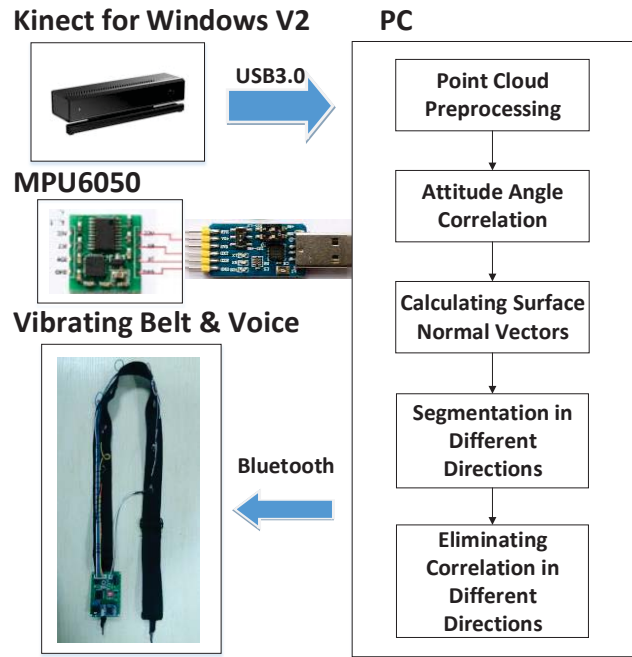 Kinect for Windows V2
PC
USB3.0
Point Cloud
Preprocessing
MPU6050
Attitude Angle
Correlation
Calculating Surface
Normal Vectors
Vibrating Belt & Voice
Segmentation in
Different
Directions
Bluetooth
Eliminating
Correlation in
Different
Directions